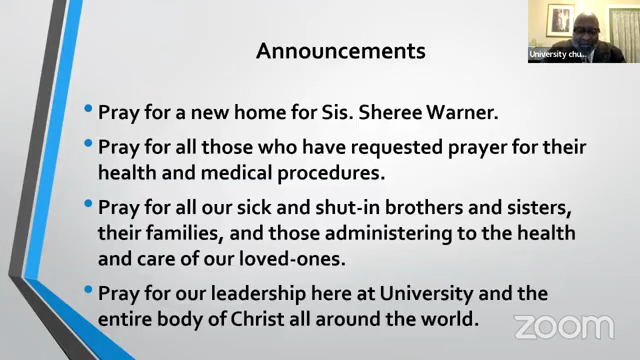 University chu...
Announcements
• Pray for a new home for Sis. Sheree Warner.
• Pray for all those who have requested prayer for their
health and medical procedures.
• Pray for all our sick and shut-in brothers and sisters,
their families, and those administering to the health
and care of our loved-ones.
• Pray for our leadership here at University and the
entire body of Christ all around the world.
zoom